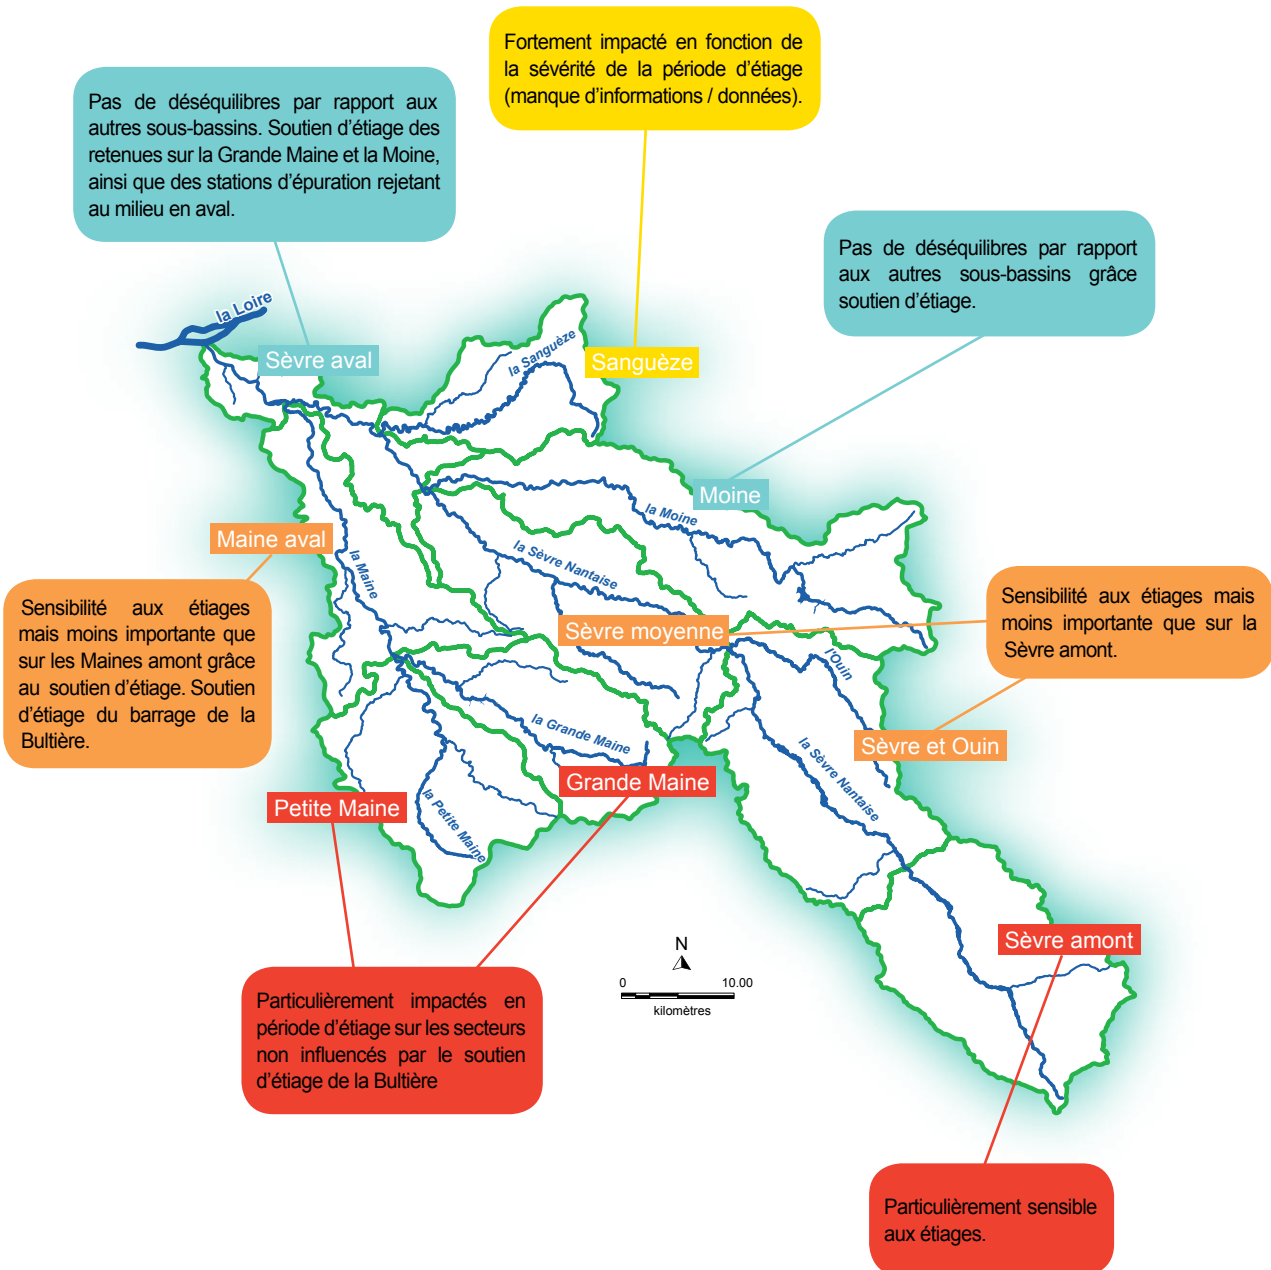 Fortement impacté en fonction de
la sévérité de la période d'étiage
(manque d'informations / données).
Pas de déséquilibres par rapport aux
autres sous-bassins. Soutien d'étiage des
retenues sur la Grande Maine et la Moine,
ainsi que des stations d'épuration rejetant
au milieu en aval.
Pas de déséquilibres par rapport
aux autres sous-bassins grâce
soutien d'étiage.
la Loire
Sèvre aval
la Sanguèze
Sanguèze
Moine
la Moine
Maine aval
la Maine
la Sèvre Nantaise
Sèvre moyenne
Sensibilité aux étiages
mais moins importante que
sur les Maines amont grâce
au soutien d'étiage. Soutien
d'étiage du barrage de la
Bultière.
Sensibilité aux étiages mais
moins importante que sur la
Sèvre amont.
l'Ouin
Sèvre et Ouin
la Grande Maine
Grande Maine
la Sèvre Nantaise
Petite Maine
la Petite Maine
Sèvre amont
N
0 10.00
kilomètres
Particulièrement impactés en
période d'étiage sur les secteurs
non influencés par le soutien
d'étiage de la Bultière
Particulièrement sensible
aux étiages.